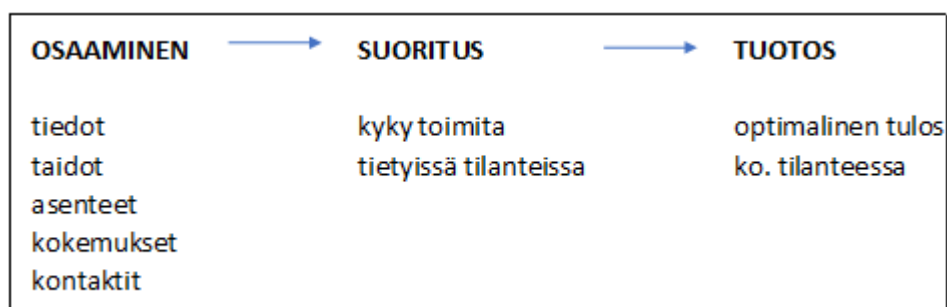 OSAAMINEN SUORITUS TUOTOS
tiedot kyky toimita optimalinen tulos
taidot tietyissä tilanteissa ko. tilanteessa
asenteet
kokemukset
kontaktit